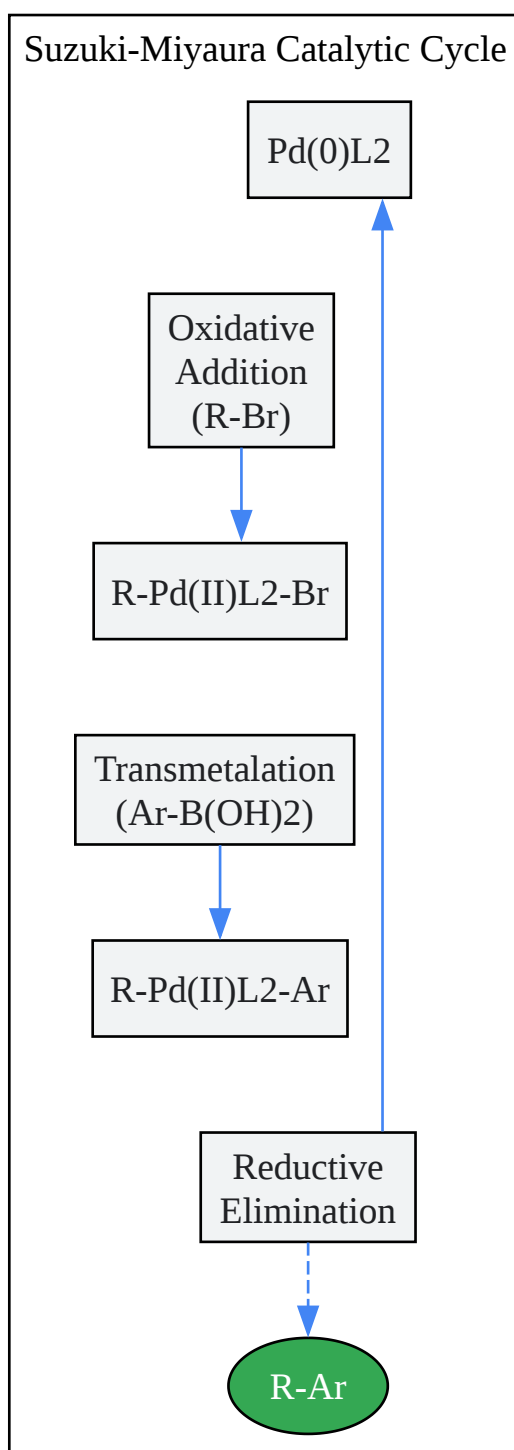 Suzuki-Miyaura Catalytic Cycle
Pd(0)L2
Oxidative
Addition
(R-Br)
R-Pd(II)L2-Br
Transmetalation
(Ar-B(OH)2)
R-Pd(II)L2-Ar
Reductive
Elimination
R-Ar